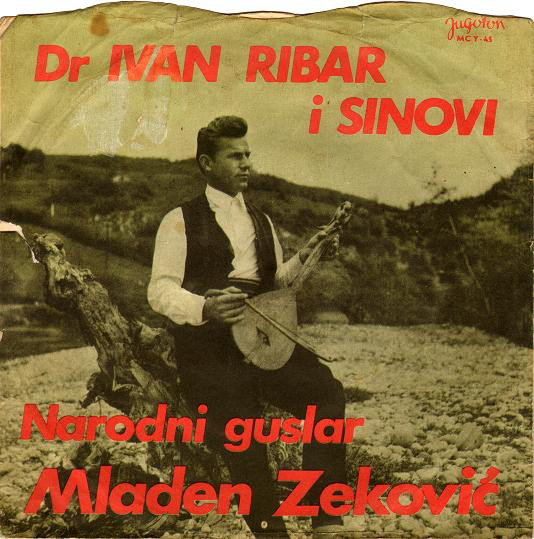 Jugoton
MCY-45
Dr IVAN RIBAR
i SINOVI
Narodni guslar
Mladen Zeković